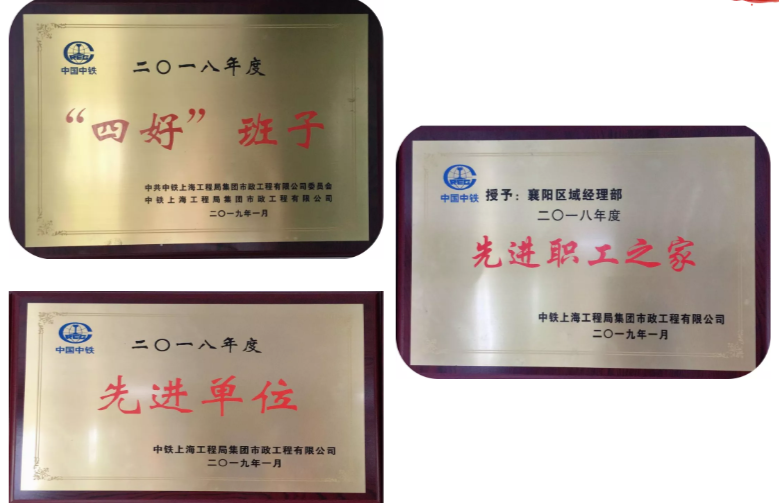 中国中铁
二〇一八年度
“四好”班子
中共中铁上海工程局集团市政工程有限公司委员会
中铁上海工程局集团市政工程有限公司
二〇一九年一月
中国中铁
授予：襄阳区域经理部
二〇一八年度
先进职工之家
中铁上海工程局集团市政工程有限公司
二〇一九年一月
中国中铁
二〇一八年度
先进单位
中铁上海工程局集团市政工程有限公司
二〇一九年一月